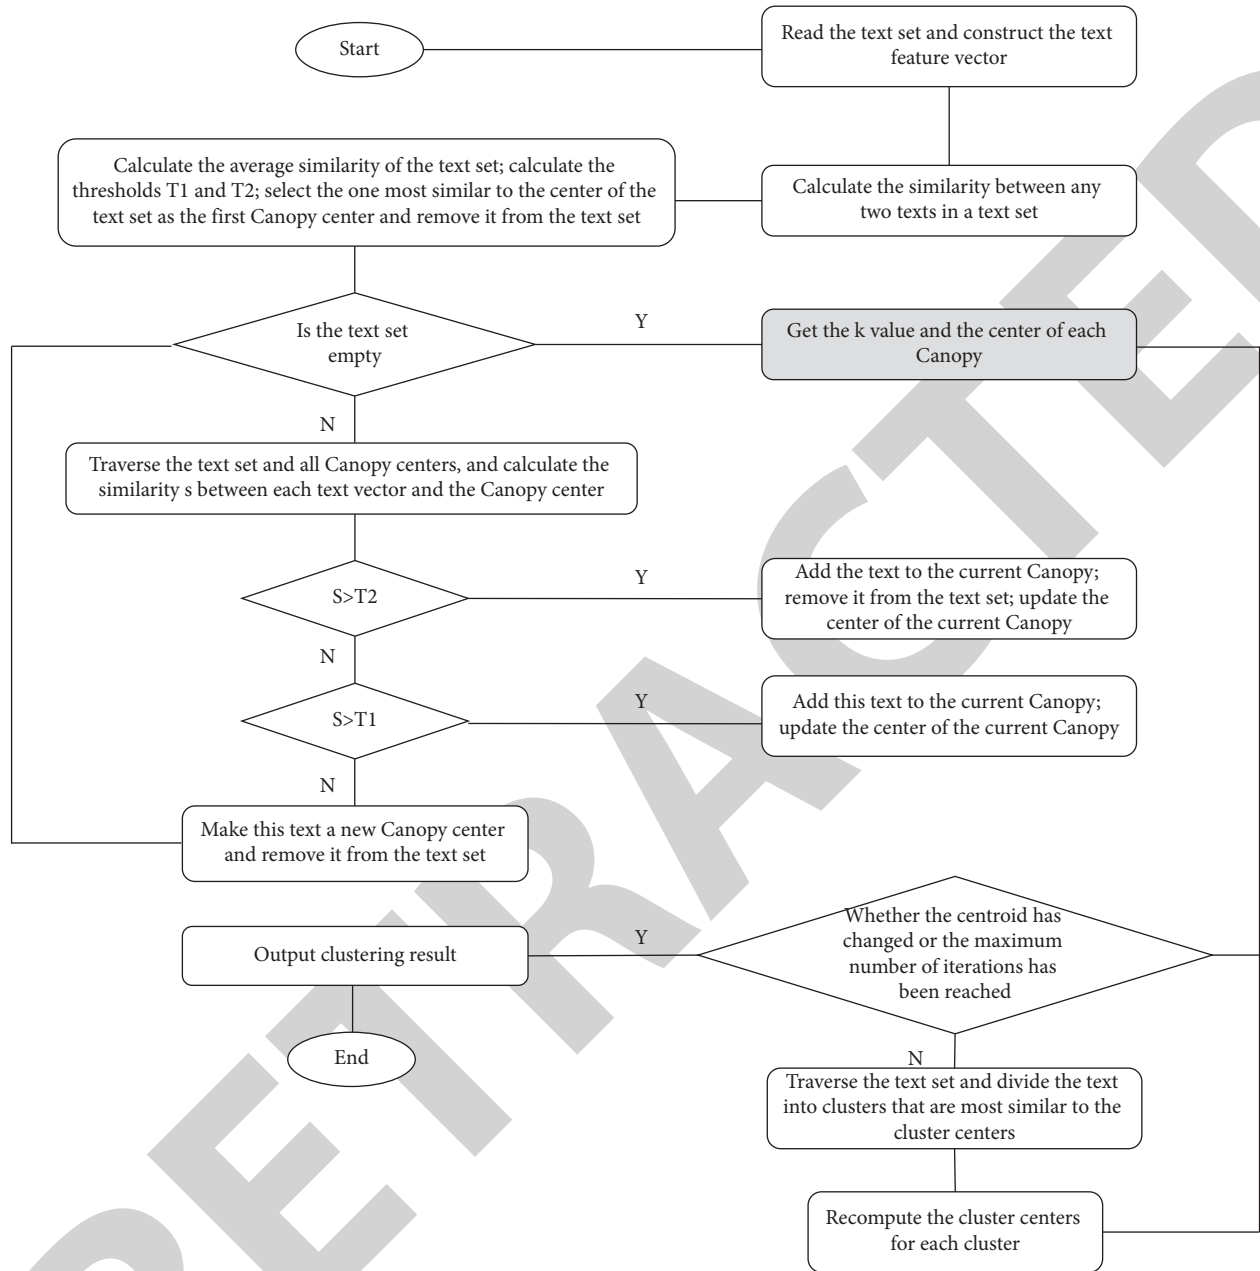 Start
Read the text set and construct the text
feature vector
Calculate the average similarity of the text set; calculate the
thresholds T1 and T2; select the one most similar to the center of the
text set as the first Canopy center and remove it from the text set
Calculate the similarity between any
two texts in a text set
Is the text set
empty
Y
Get the k value and the center of each
Canopy
N
Traverse the text set and all Canopy centers, and calculate the
similarity s between each text vector and the Canopy center
S>T2
Y
Add the text to the current Canopy;
remove it from the text set; update the
center of the current Canopy
N
S>T1
Y
Add this text to the current Canopy;
update the center of the current Canopy
N
Make this text a new Canopy center
and remove it from the text set
Whether the centroid has
changed or the maximum
number of iterations has
been reached
Y
Output clustering result
End
N
Traverse the text set and divide the text
into clusters that are most similar to the
cluster centers
Recompute the cluster centers
for each cluster
RETRACTED